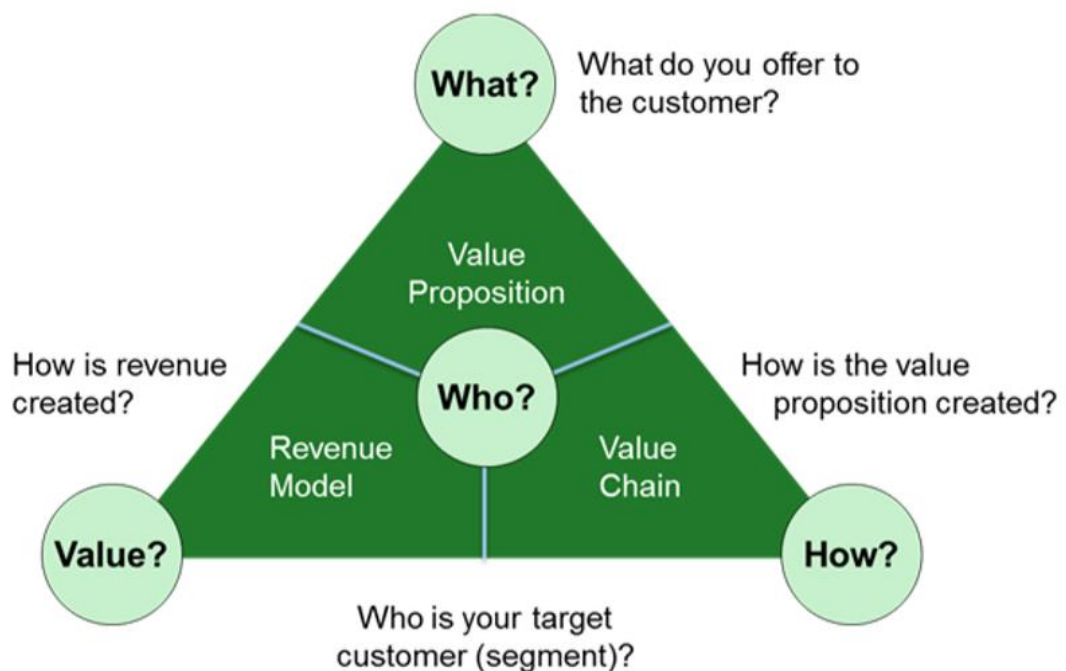 What?
What do you offer to
the customer?
Value
Proposition
How is revenue
created?
Who?
How is the value
proposition created?
Revenue
Model
Value
Chain
Value?
How?
Who is your target
customer (segment)?